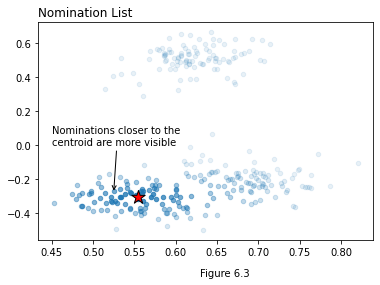 Nomination List
0.6
0.4
0.2
0.0
−0.2
−0.4
Nominations closer to the
centroid are more visible
0.45 0.50 0.55 0.60 0.65 0.70 0.75 0.80
Figure 6.3